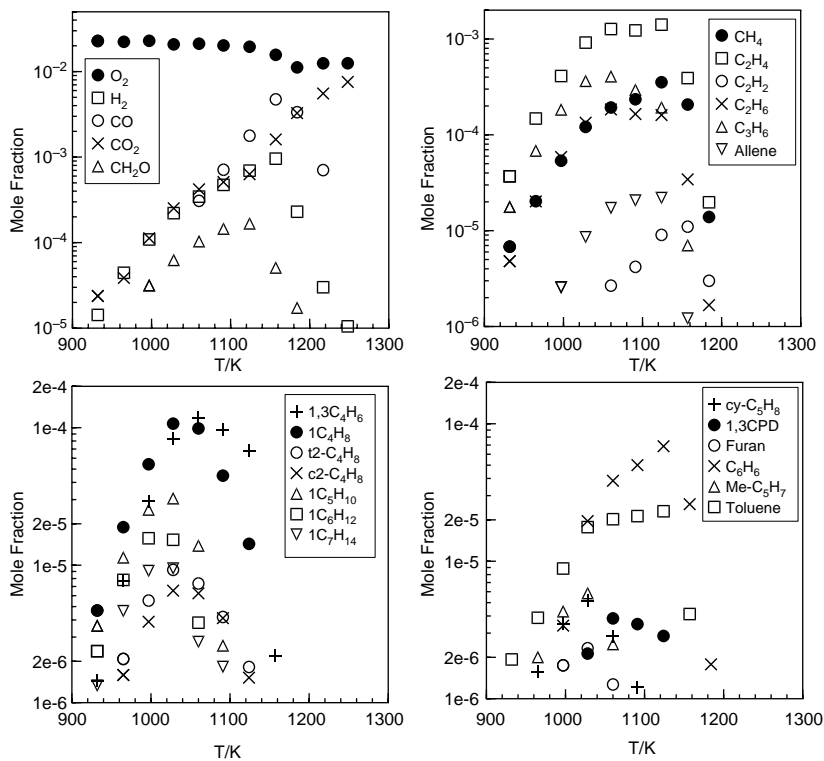 10⁻¹
10⁻²
10⁻³
10⁻⁴
10⁻⁵
Mole Fraction
O₂
H₂
CO
CO₂
CH₂O
900 1000 1100 1200 1300
T/K
10⁻³
10⁻⁴
10⁻⁵
10⁻⁶
Mole Fraction
CH₄
C₂H₄
C₂H₂
C₂H₆
C₃H₆
Allene
900 1000 1100 1200 1300
T/K
2e-4
1e-4
2e-5
1e-5
2e-6
1e-6
Mole Fraction
1,3C₄H₆
1C₄H₈
t2-C₄H₈
c2-C₄H₈
1C₅H₁₀
1C₆H₁₂
1C₇H₁₄
900 1000 1100 1200 1300
T/K
2e-4
1e-4
2e-5
1e-5
2e-6
1e-6
Mole Fraction
cy-C₅H₈
1,3CPD
Furan
C₆H₆
Me-C₅H₇
Toluene
900 1000 1100 1200 1300
T/K